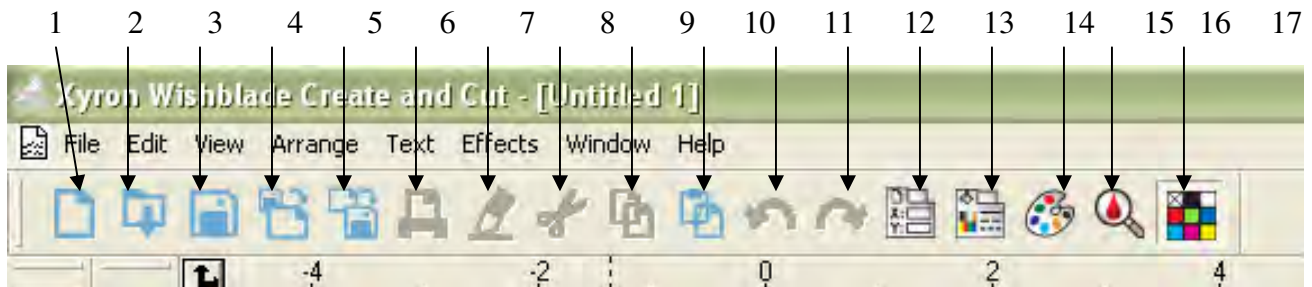 1 2 3 4 5 6 7 8 9 10 11 12 13 14 15 16 17
Xyron Wishblade Create and Cut - [Untitled 1]
File Edit View Arrange Text Effects Window Help
X:
Y:
-4 -2 0 2 4